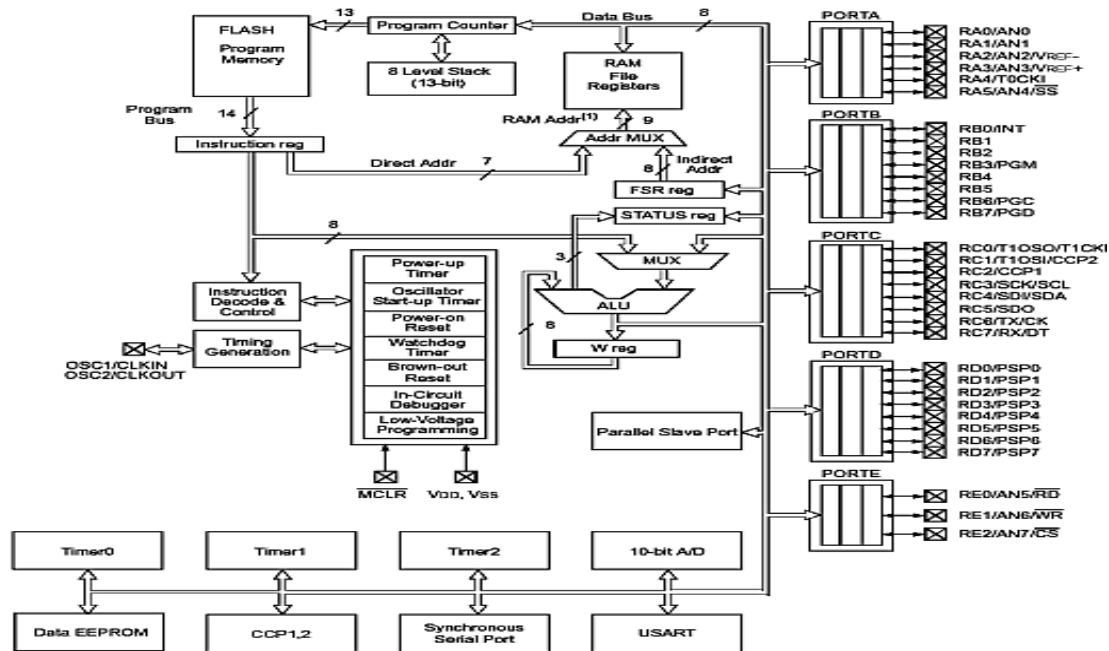 FLASH
Program
Memory
13
Program Counter
Data Bus
8
8 Level Stack
(13-bit)
RAM
File
Registers
Program
Bus
14
RAM Addr(1)
9
Addr MUX
Instruction reg
Direct Addr
7
8
Indirect
Addr
FSR reg
STATUS reg
8
3
MUX
ALU
8
W reg
Instruction
Decode &
Control
Timing
Generation
OSC1/CLKIN
OSC2/CLKOUT
Power-up
Timer
Oscillator
Start-up Timer
Power-on
Reset
Watchdog
Timer
Brown-out
Reset
In-Circuit
Debugger
Low-Voltage
Programming
MCLR
VDD, VSS
Parallel Slave Port
PORTA
RA0/AN0
RA1/AN1
RA2/AN2/VREF-
RA3/AN3/VREF+
RA4/T0CKI
RA5/AN4/SS
PORTB
RB0/INT
RB1
RB2
RB3/PGM
RB4
RB5
RB6/PGC
RB7/PGD
PORTC
RC0/T1OSO/T1CKI
RC1/T1OSI/CCP2
RC2/CCP1
RC3/SCK/SCL
RC4/SDI/SDA
RC5/SDO
RC6/TX/CK
RC7/RX/DT
PORTD
RD0/PSP0
RD1/PSP1
RD2/PSP2
RD3/PSP3
RD4/PSP4
RD5/PSP5
RD6/PSP6
RD7/PSP7
PORTE
RE0/AN5/RD
RE1/AN6/WR
RE2/AN7/CS
Timer0
Timer1
Timer2
10-bit A/D
Data EEPROM
CCP1,2
Synchronous
Serial Port
USART